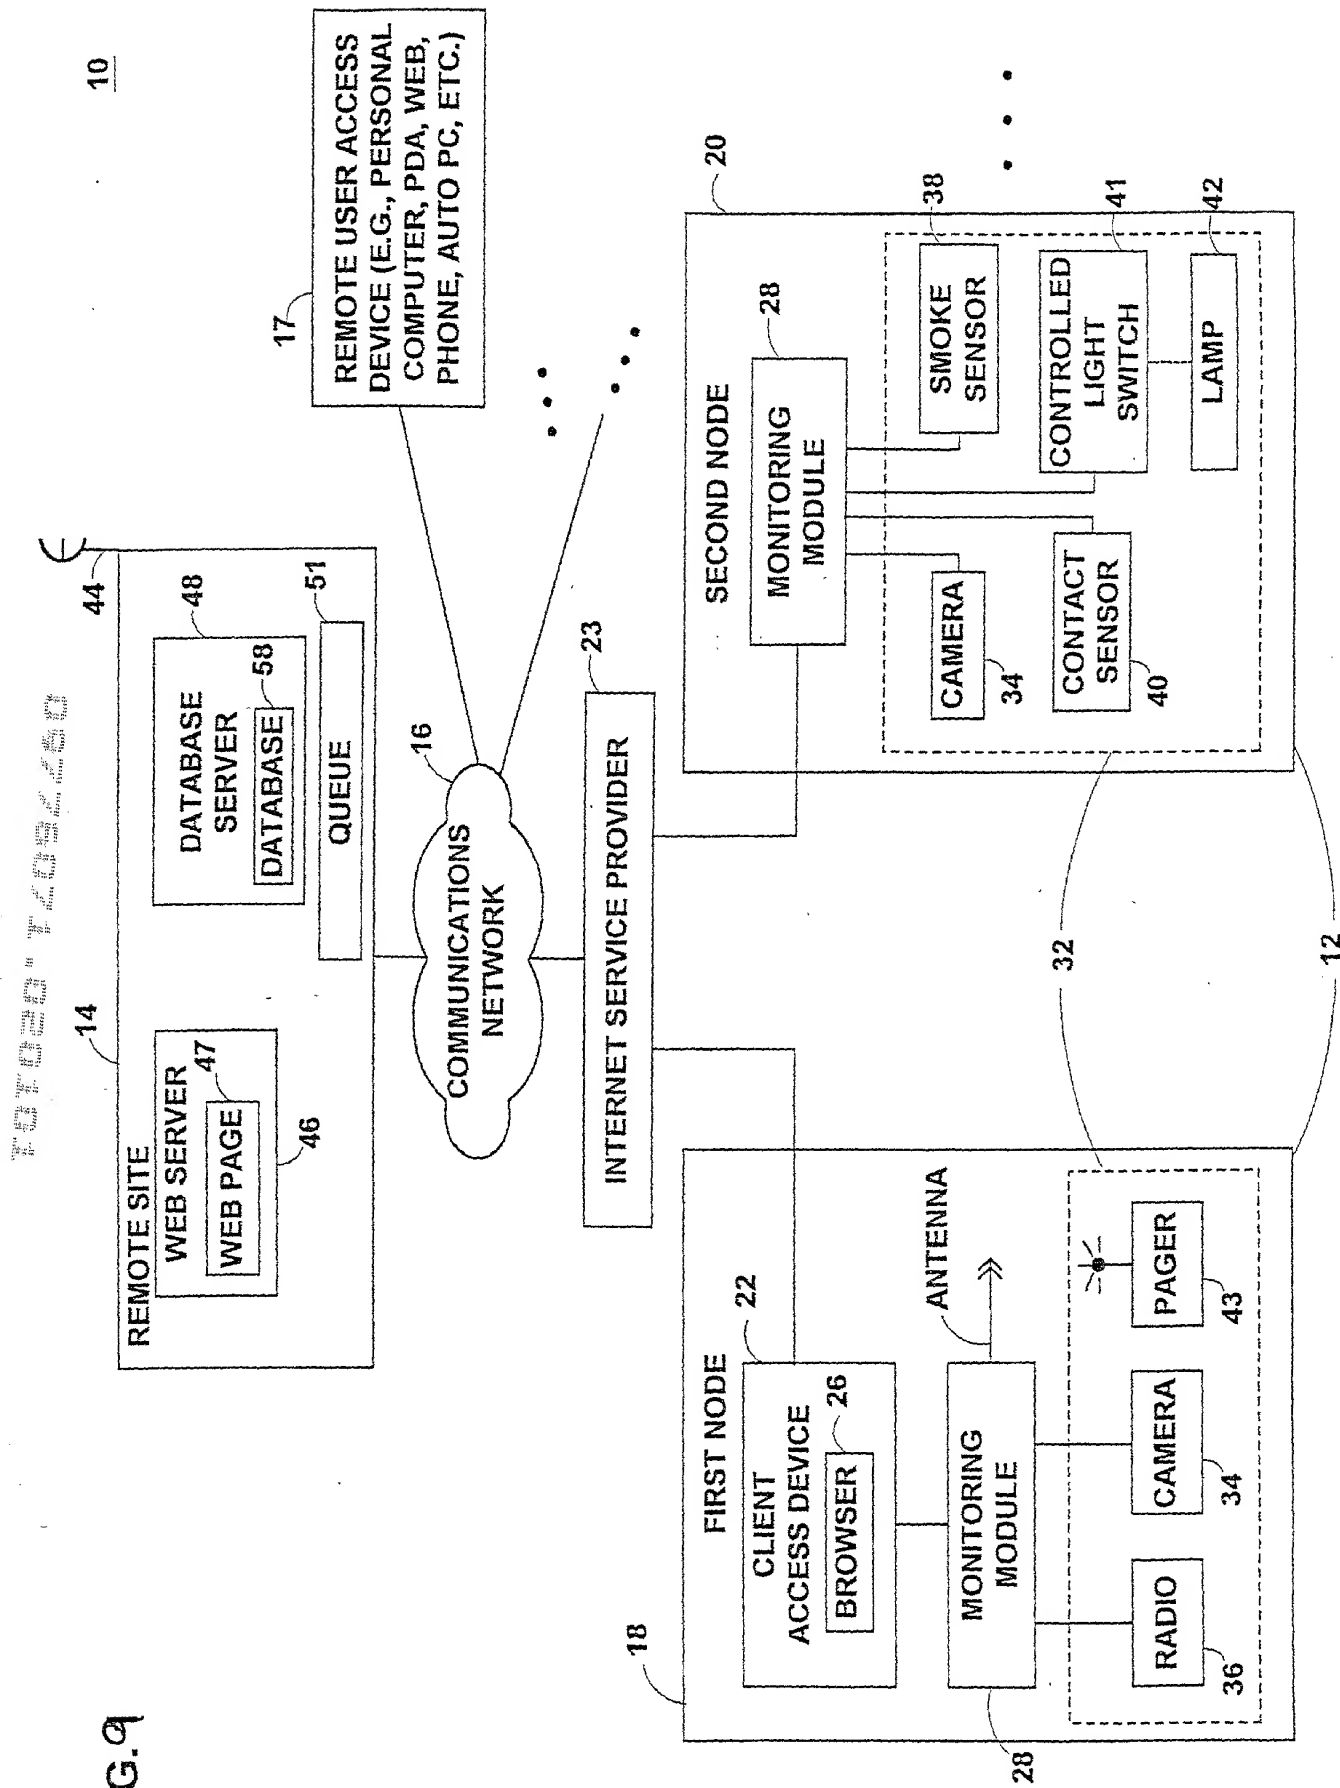 10
REMOTE SITE
14
WEB SERVER
WEB PAGE
47
46
DATABASE
SERVER
48
DATABASE
58
QUEUE
51
44
17
REMOTE USER ACCESS
DEVICE (E.G., PERSONAL
COMPUTER, PDA, WEB,
PHONE, AUTO PC, ETC.)
COMMUNICATIONS
NETWORK
16
INTERNET SERVICE PROVIDER
23
18
FIRST NODE
CLIENT
ACCESS DEVICE
22
BROWSER
26
MONITORING
MODULE
28
ANTENNA
RADIO
36
CAMERA
34
PAGER
43
32
12
SECOND NODE
20
MONITORING
MODULE
28
CAMERA
34
SMOKE
SENSOR
38
CONTACT
SENSOR
40
CONTROLLED
LIGHT
SWITCH
41
LAMP
42
G.9